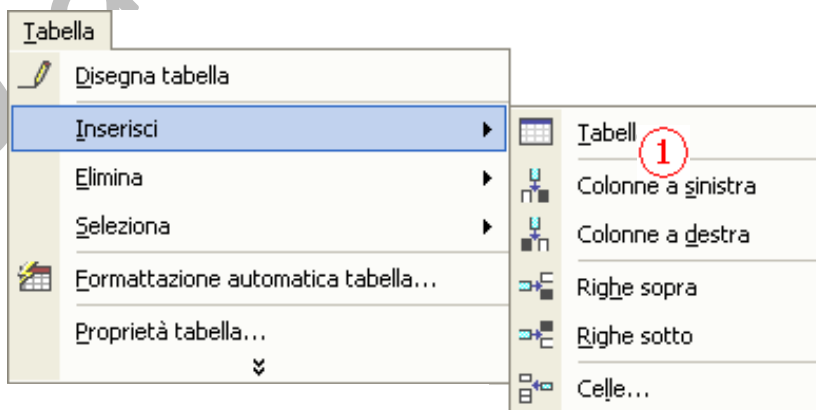 Tabella
Disegna tabella
Inserisci
Elimina
Seleziona
Formattazione automatica tabella...
Proprietà tabella...
Tabell
1
Colonne a sinistra
Colonne a destra
Righe sopra
Righe sotto
Celle...